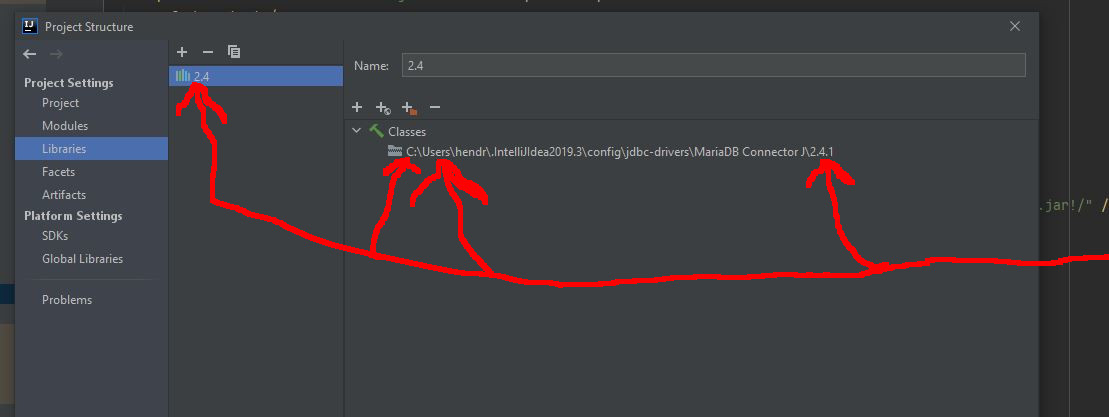 IJ Project Structure
Project Settings
Project
Modules
Libraries
Facets
Artifacts
Platform Settings
SDKs
Global Libraries
Problems
2.4
Name: 2.4
Classes
C:\Users\hendr\.IntelliJIdea2019.3\config\jdbc-drivers\MariaDB Connector J\2.4.1
.jar!/" /